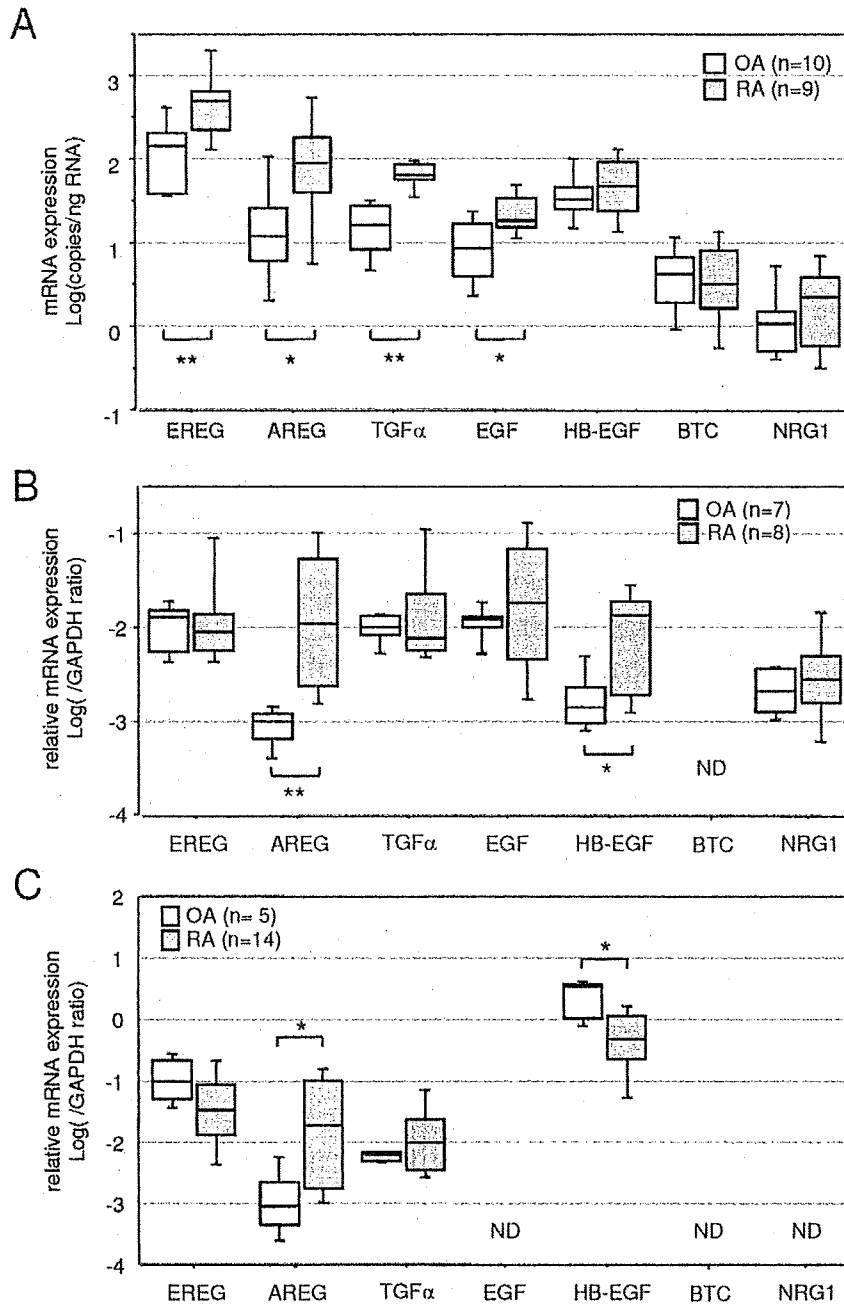 A
mRNA expression
Log(copies/ng RNA)
3
2
1
0
-1
OA (n=10)
RA (n=9)
** * ** *
EREG AREG TGFα EGF HB-EGF BTC NRG1
B
relative mRNA expression
Log( /GAPDH ratio)
-1
-2
-3
-4
OA (n=7)
RA (n=8)
** * ND
EREG AREG TGFα EGF HB-EGF BTC NRG1
C
relative mRNA expression
Log( /GAPDH ratio)
2
1
0
-1
-2
-3
-4
OA (n= 5)
RA (n=14)
* *
ND ND ND
EREG AREG TGFα EGF HB-EGF BTC NRG1